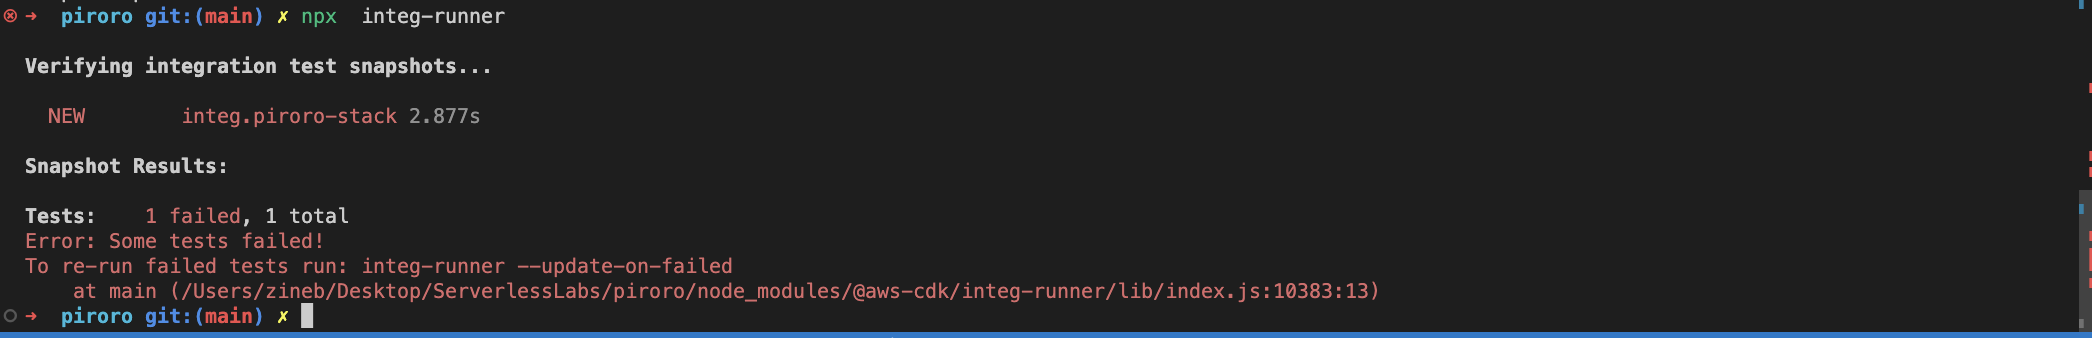 ➜  piroro git:(main) ✗ npx  integ-runner
Verifying integration test snapshots...
NEW        integ.piroro-stack 2.877s
Snapshot Results:
Tests:    1 failed, 1 total
Error: Some tests failed!
To re-run failed tests run: integ-runner --update-on-failed
    at main (/Users/zineb/Desktop/ServerlessLabs/piroro/node_modules/@aws-cdk/integ-runner/lib/index.js:10383:13)
➜  piroro git:(main) ✗